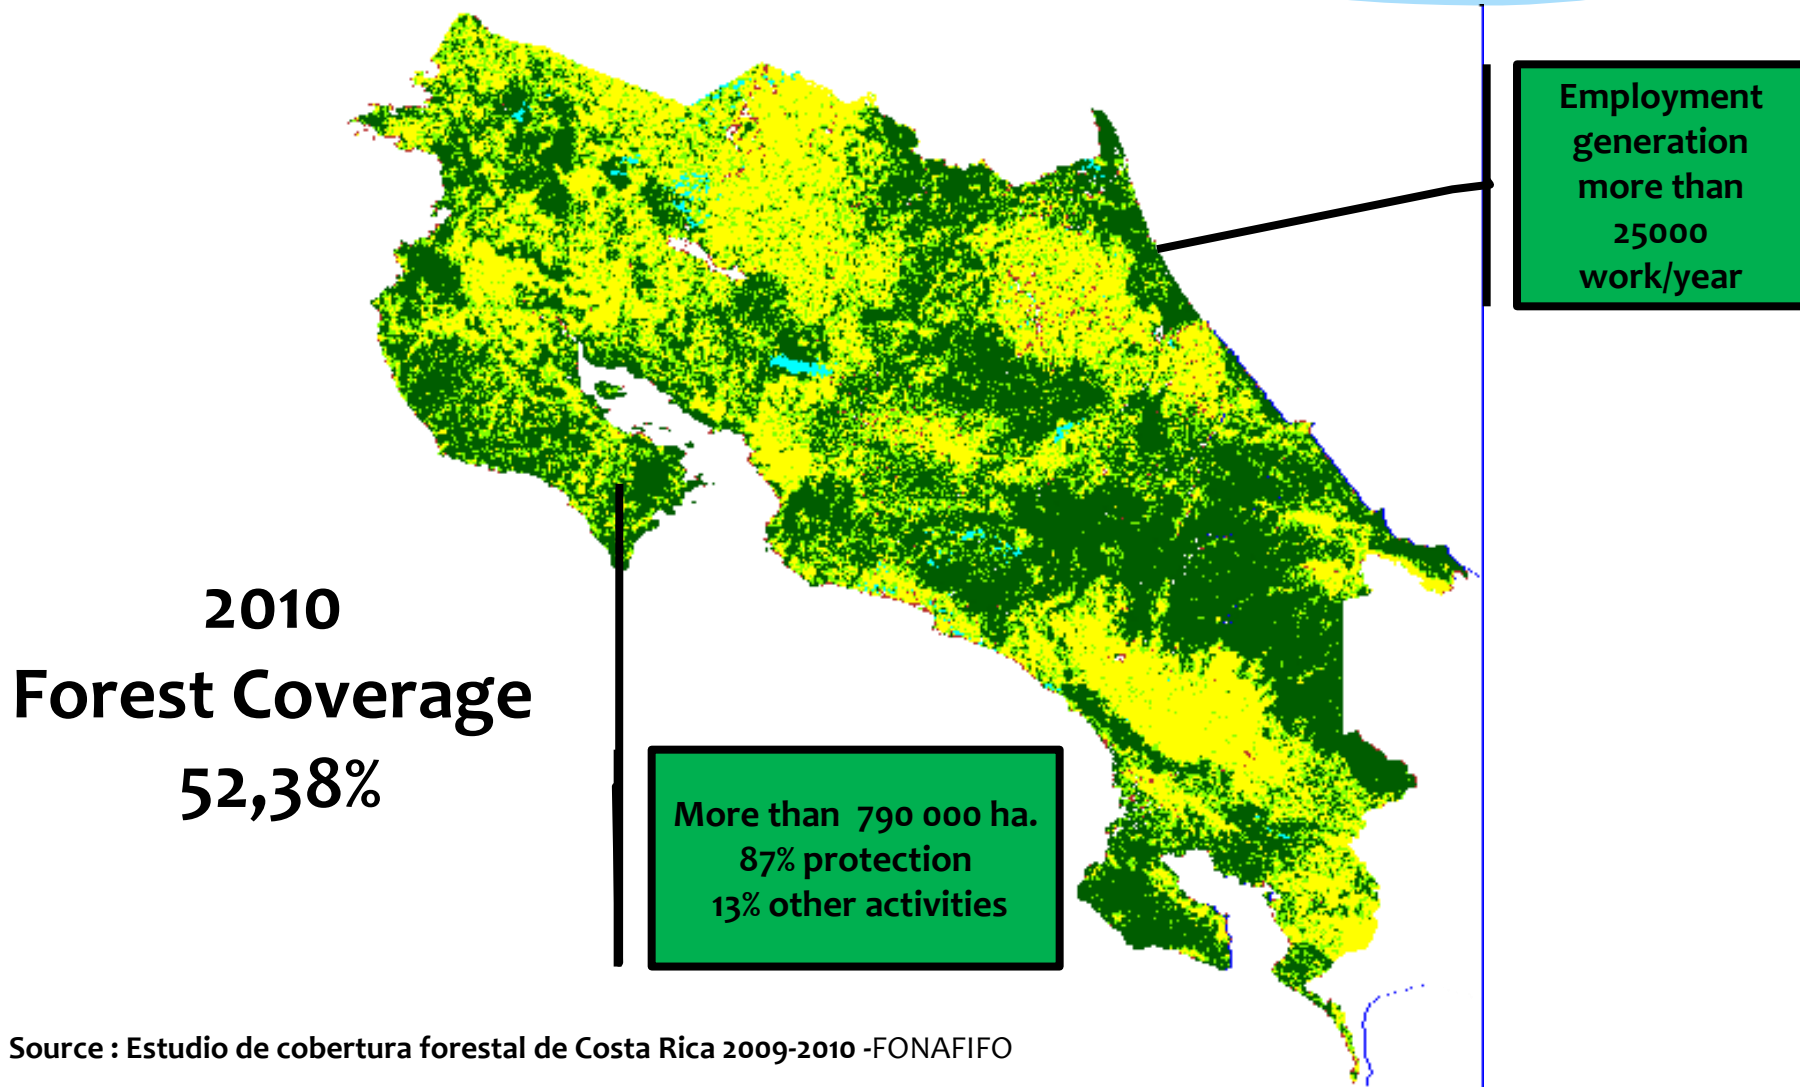 Employment
generation
more than
25000
work/year
2010
Forest Coverage
52,38%
More than 790 000 ha.
87% protection
13% other activities
Source : Estudio de cobertura forestal de Costa Rica 2009-2010 -FONAFIFO